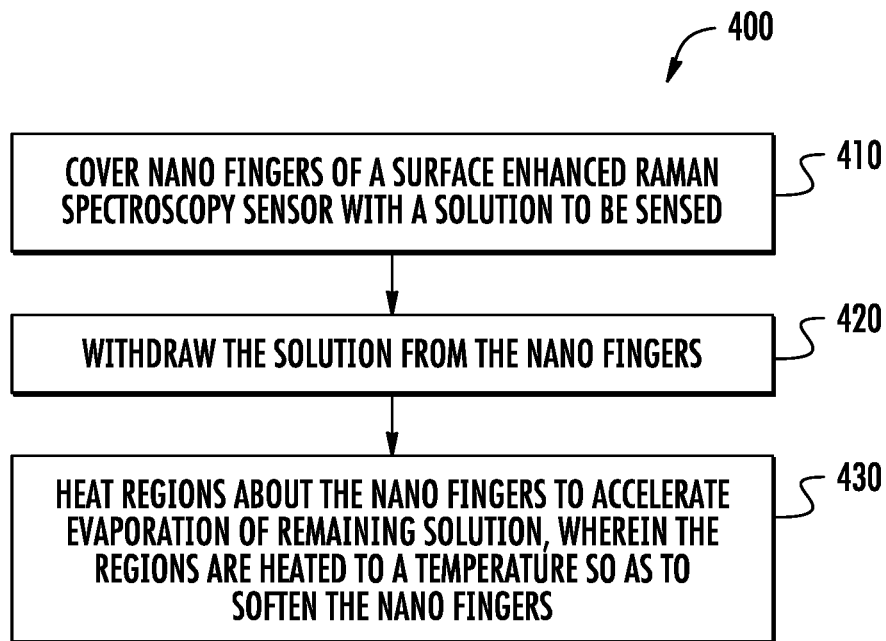 400
COVER NANO FINGERS OF A SURFACE ENHANCED RAMAN
SPECTROSCOPY SENSOR WITH A SOLUTION TO BE SENSED
410
WITHDRAW THE SOLUTION FROM THE NANO FINGERS
420
HEAT REGIONS ABOUT THE NANO FINGERS TO ACCELERATE
EVAPORATION OF REMAINING SOLUTION, WHEREIN THE
REGIONS ARE HEATED TO A TEMPERATURE SO AS TO
SOFTEN THE NANO FINGERS
430